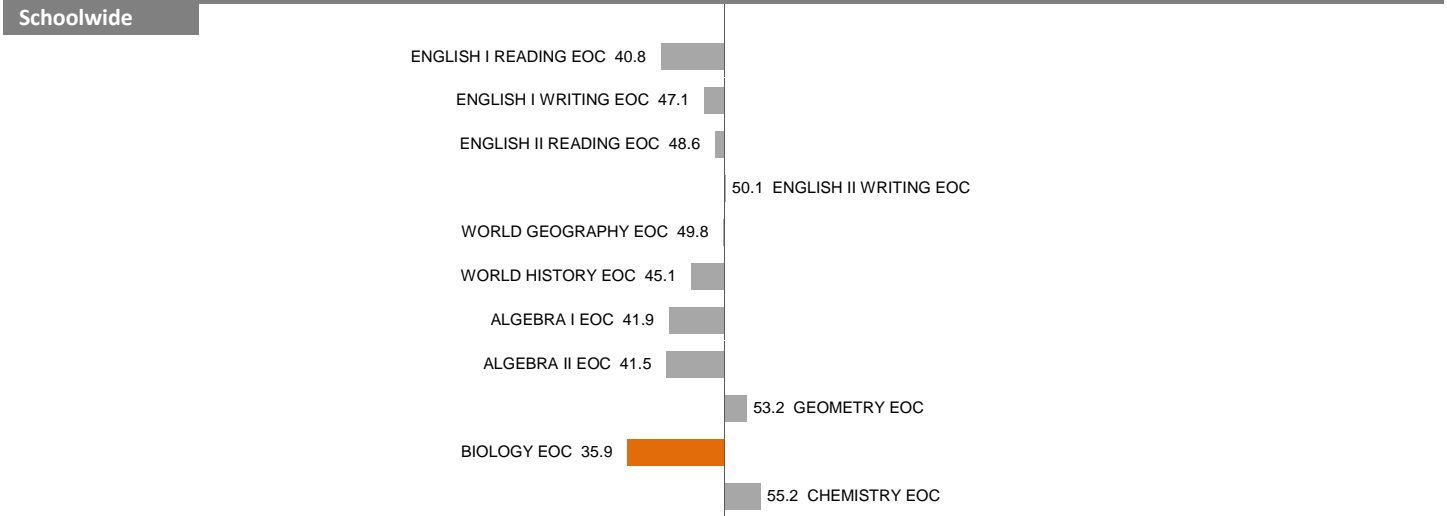 Schoolwide
ENGLISH I READING EOC 40.8
ENGLISH I WRITING EOC 47.1
ENGLISH II READING EOC 48.6
50.1 ENGLISH II WRITING EOC
WORLD GEOGRAPHY EOC 49.8
WORLD HISTORY EOC 45.1
ALGEBRA I EOC 41.9
ALGEBRA II EOC 41.5
53.2 GEOMETRY EOC
BIOLOGY EOC 35.9
55.2 CHEMISTRY EOC